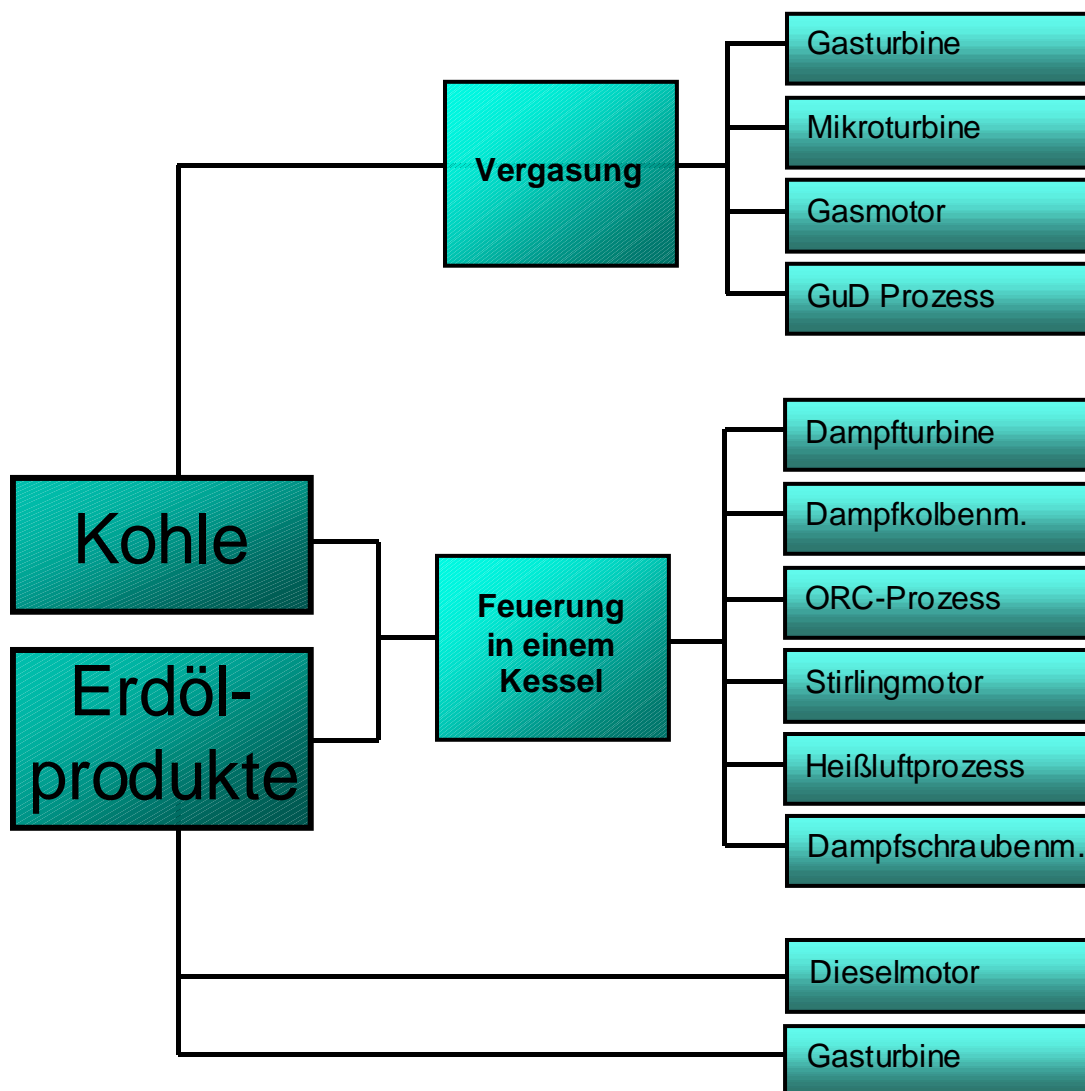 Gasturbine
Mikroturbine
Vergasung
Gasmotor
GuD Prozess
Kohle
Erdöl-
produkte
Feuerung
in einem
Kessel
Dampfturbine
Dampfkolbenm.
ORC-Prozess
Stirlingmotor
Heißluftprozess
Dampfschraubenm.
Dieselmotor
Gasturbine